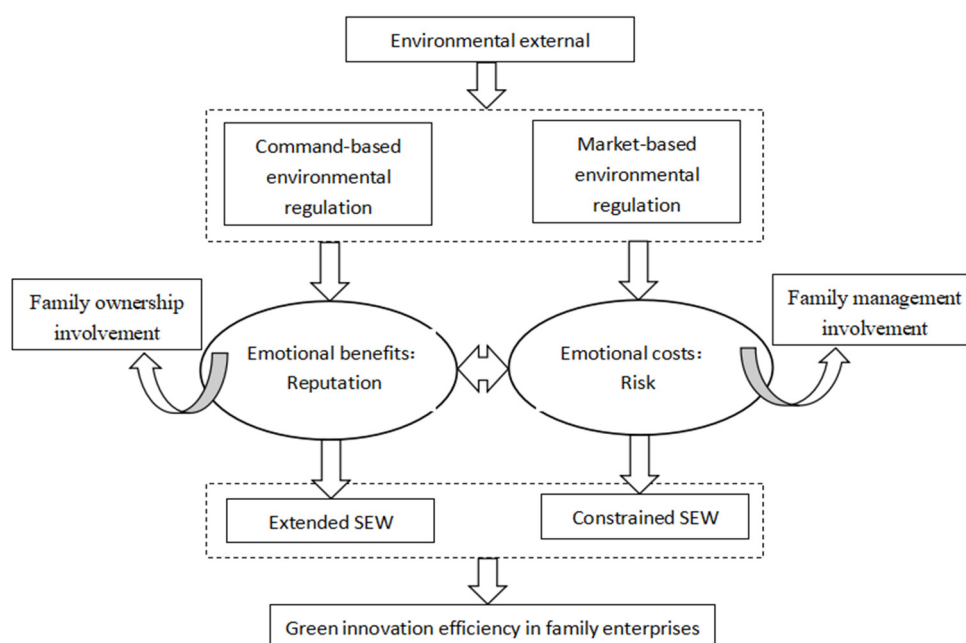 Environmental external
Command-based
environmental
regulation
Market-based
environmental
regulation
Family ownership
involvement
Family management
involvement
Emotional benefits:
Reputation
Emotional costs:
Risk
Extended SEW
Constrained SEW
Green innovation efficiency in family enterprises